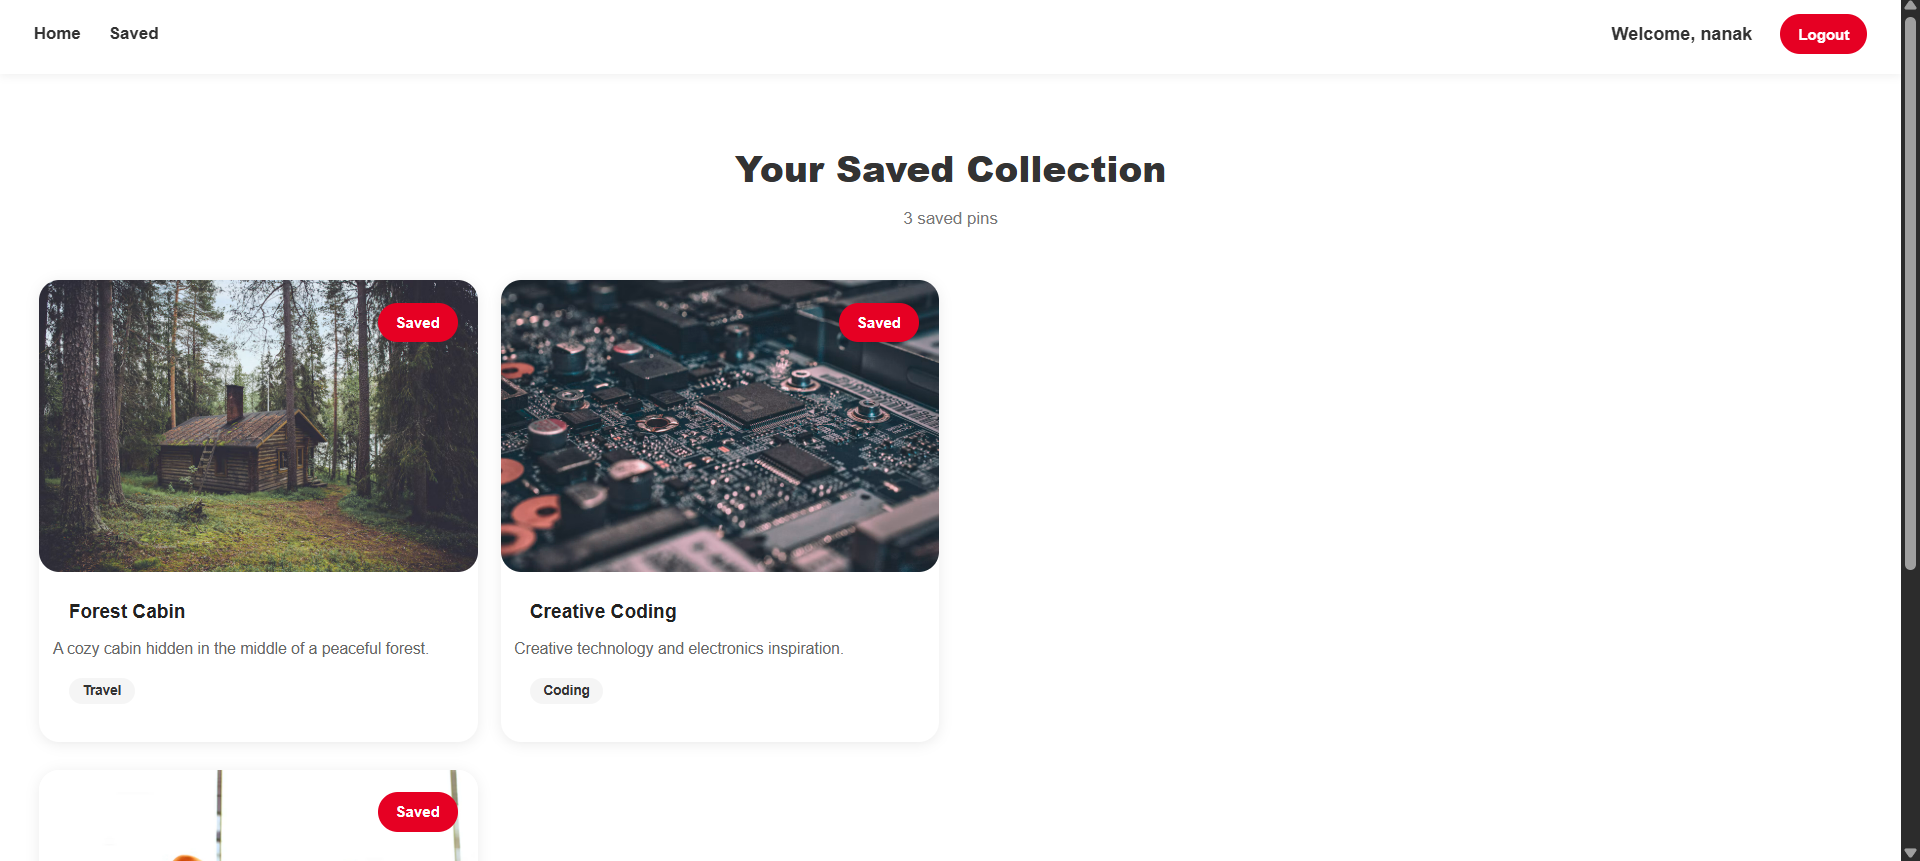 Home Saved Welcome, nanak Logout
Your Saved Collection
3 saved pins
Saved
Saved
Forest Cabin
A cozy cabin hidden in the middle of a peaceful forest.
Travel
Creative Coding
Creative technology and electronics inspiration.
Coding
Saved